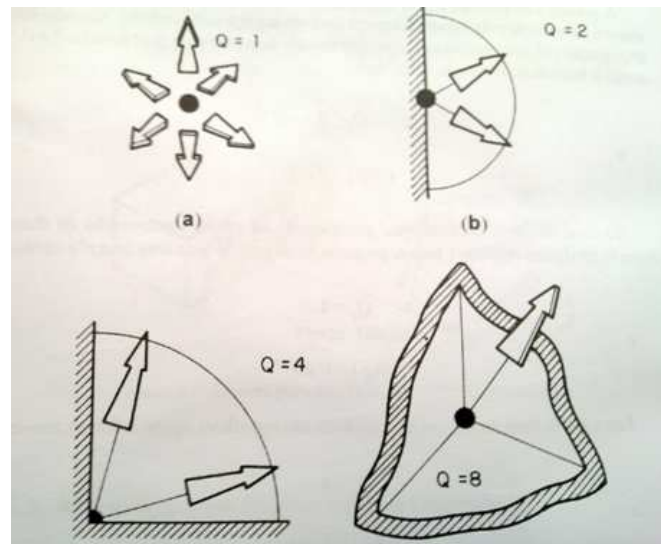 Q = 1
Q = 2
(a)
(b)
Q = 4
Q = 8